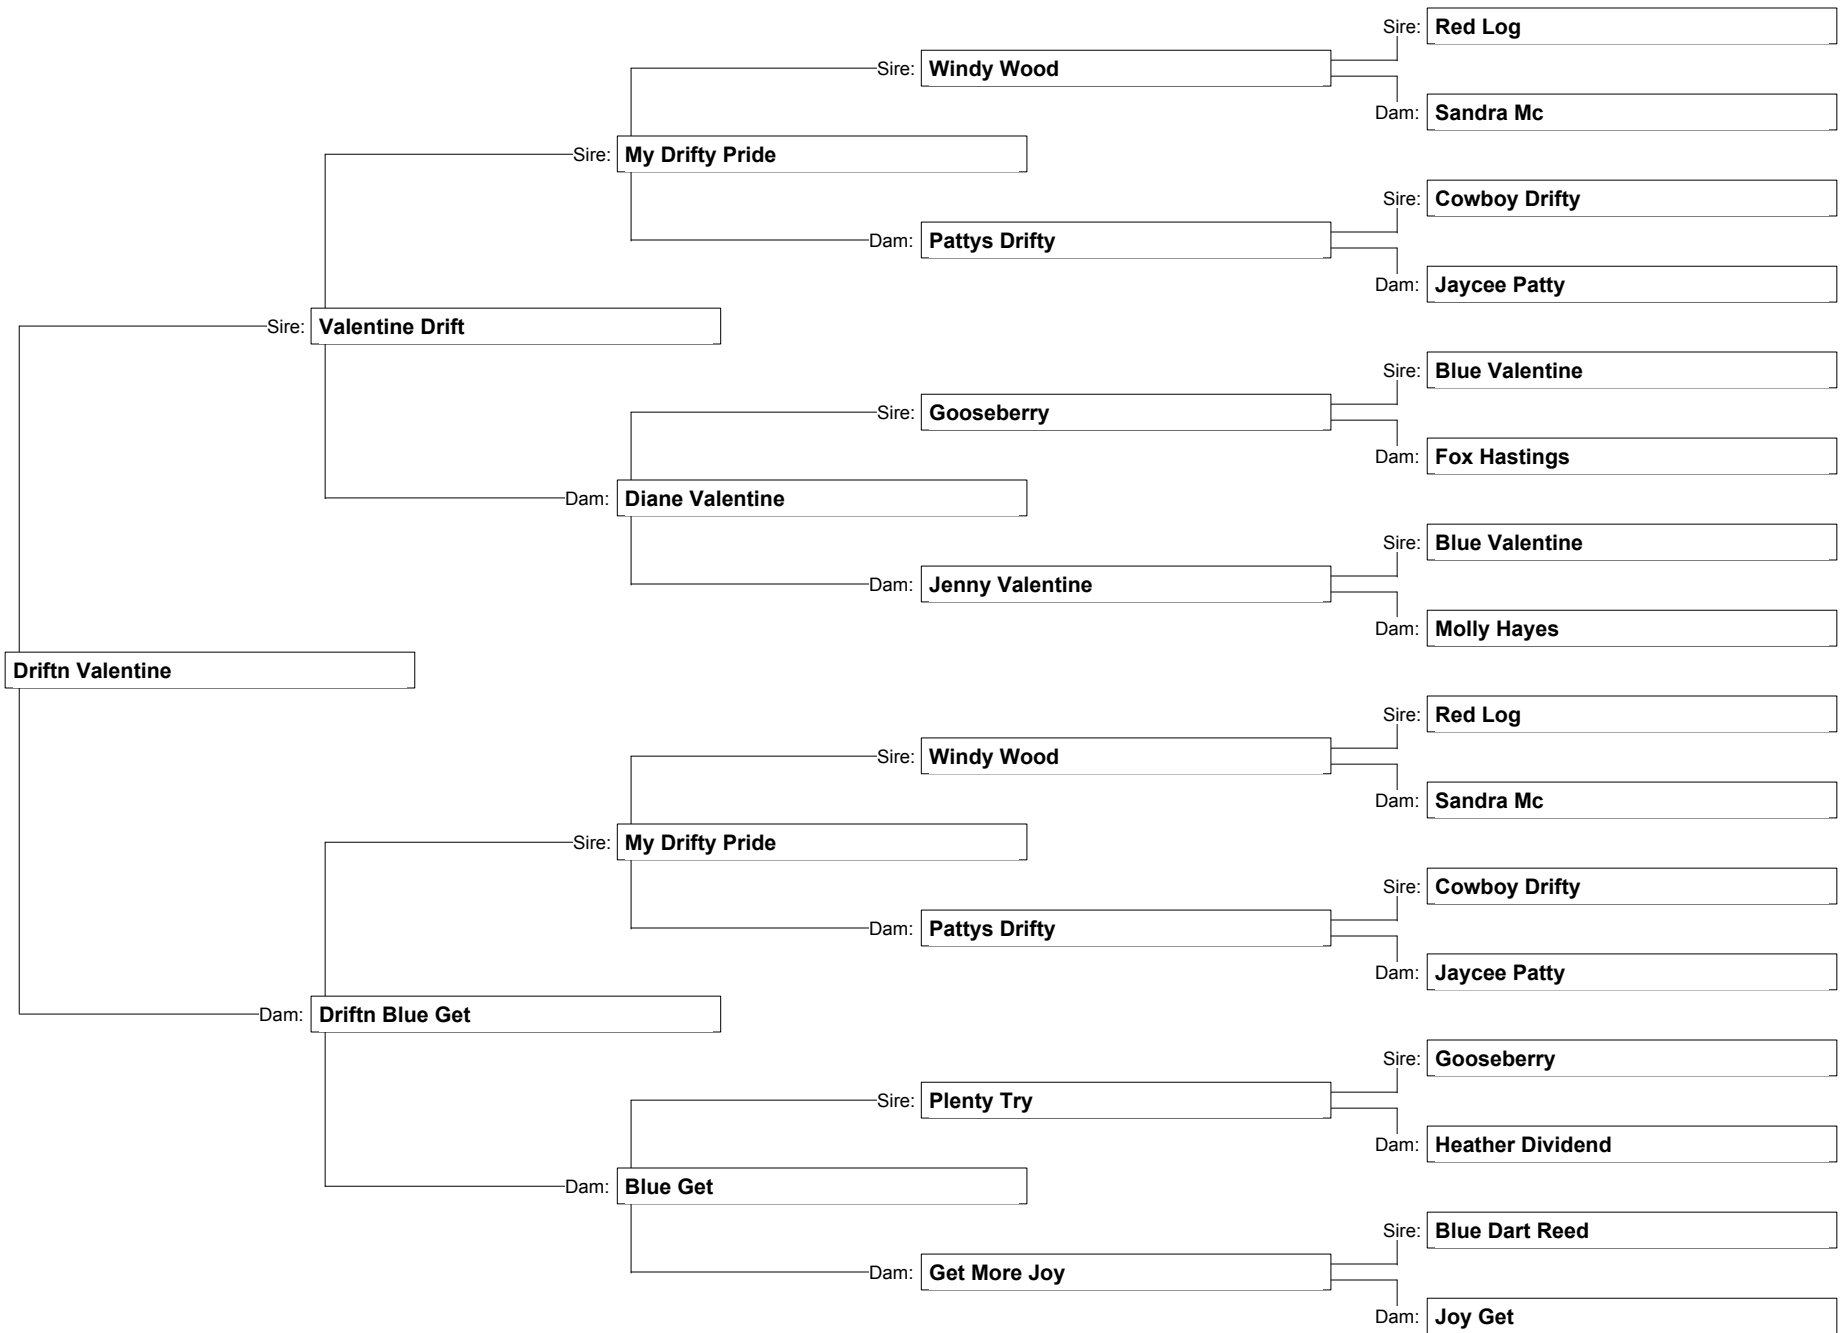 Sire: Red Log
Sire: Windy Wood
Dam: Sandra Mc
Sire: My Drifty Pride
Sire: Cowboy Drifty
Dam: Pattys Drifty
Dam: Jaycee Patty
Sire: Valentine Drift
Sire: Blue Valentine
Sire: Gooseberry
Dam: Fox Hastings
Dam: Diane Valentine
Sire: Blue Valentine
Dam: Jenny Valentine
Dam: Molly Hayes
Driftn Valentine
Sire: Red Log
Sire: Windy Wood
Dam: Sandra Mc
Sire: My Drifty Pride
Sire: Cowboy Drifty
Dam: Pattys Drifty
Dam: Jaycee Patty
Dam: Driftn Blue Get
Sire: Gooseberry
Sire: Plenty Try
Dam: Heather Dividend
Dam: Blue Get
Sire: Blue Dart Reed
Dam: Get More Joy
Dam: Joy Get